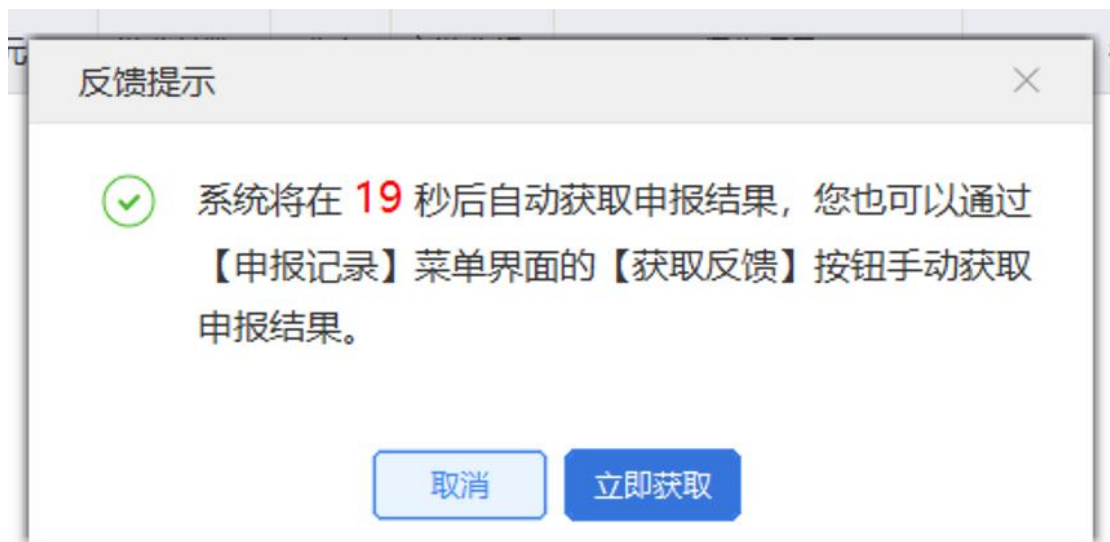 元
反馈提示
系统将在 19 秒后自动获取申报结果，您也可以通过
【申报记录】菜单界面的【获取反馈】按钮手动获取
申报结果。
取消
立即获取